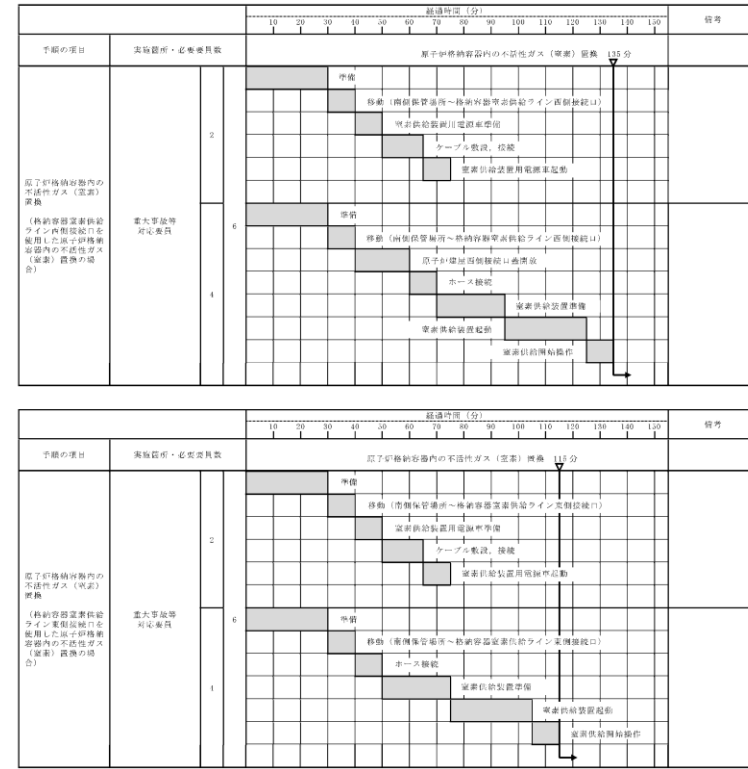 経過時間（分）
備考
10 20 30 40 50 60 70 80 90 100 110 120 130 140 150
手順の項目
実施箇所・必要要員数
原子炉格納容器内の不活性ガス（窒素）置換 135分
原子炉格納容器内の
不活性ガス（窒素）
置換
（格納容器窒素供給
ライン西側接続口を
使用した原子炉格納
容器内の不活性ガス
（窒素）置換の場
合）
重大事故等
対応要員
2
6
4
準備
移動（南側保管場所～格納容器窒素供給ライン西側接続口）
窒素供給装置用電源車準備
ケーブル敷設，接続
窒素供給装置用電源車起動
準備
移動（南側保管場所～格納容器窒素供給ライン西側接続口）
原子炉建屋西側接続口蓋開放
ホース接続
窒素供給装置準備
窒素供給装置起動
窒素供給開始操作
経過時間（分）
備考
10 20 30 40 50 60 70 80 90 100 110 120 130 140 150
手順の項目
実施箇所・必要要員数
原子炉格納容器内の不活性ガス（窒素）置換 115分
原子炉格納容器内の
不活性ガス（窒素）
置換
（格納容器窒素供給
ライン東側接続口を
使用した原子炉格納
容器内の不活性ガス
（窒素）置換の場
合）
重大事故等
対応要員
2
6
4
準備
移動（南側保管場所～格納容器窒素供給ライン東側接続口）
窒素供給装置用電源車準備
ケーブル敷設，接続
窒素供給装置用電源車起動
準備
移動（南側保管場所～格納容器窒素供給ライン東側接続口）
ホース接続
窒素供給装置準備
窒素供給装置起動
窒素供給開始操作